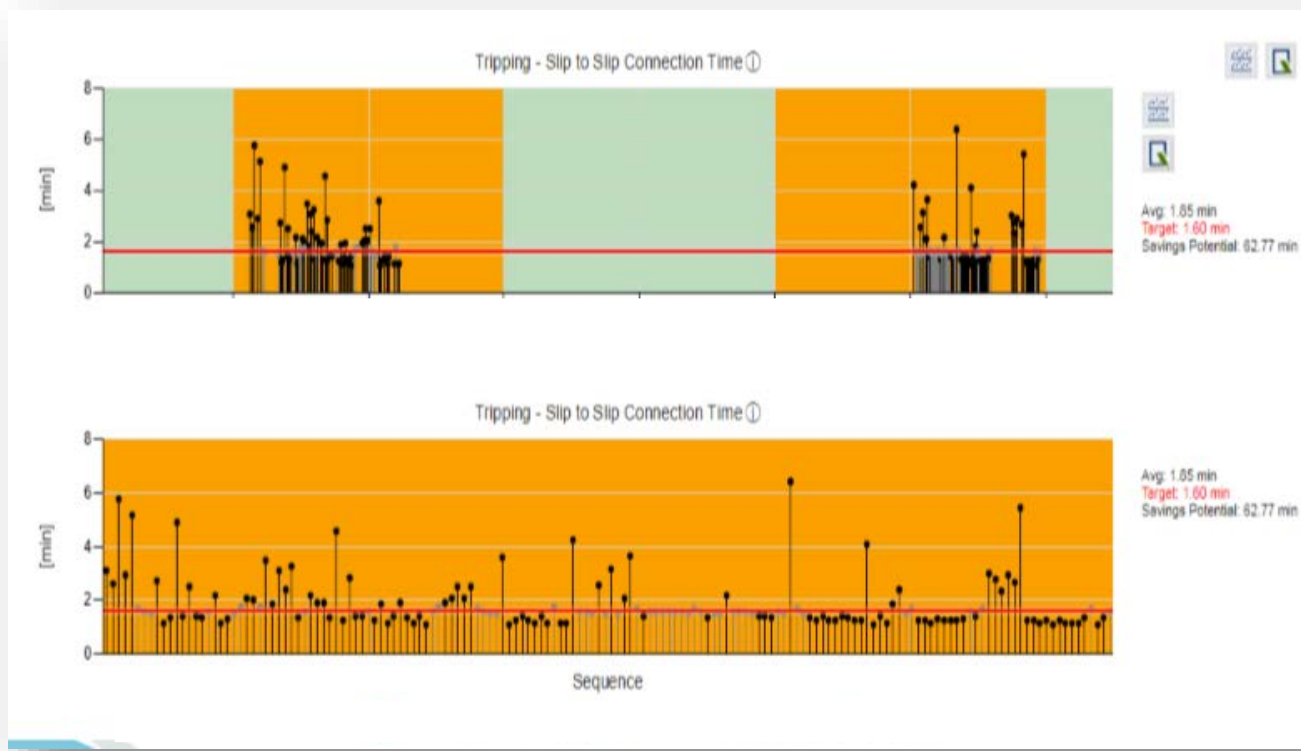 Tripping - Slip to Slip Connection Time ⓘ
8
6
4
2
0
[min]
Avg: 1.85 min
Target: 1.60 min
Savings Potential: 62.77 min
Tripping - Slip to Slip Connection Time ⓘ
8
6
4
2
0
[min]
Avg: 1.85 min
Target: 1.60 min
Savings Potential: 62.77 min
Sequence